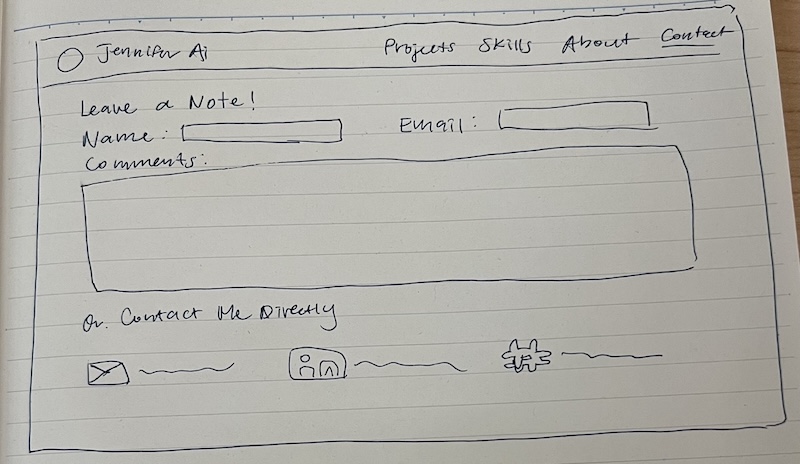 Jennifer Ai Projects Skills About Contact
Leave a Note!
Name: Email:
Comments:
Or. Contact Me Directly